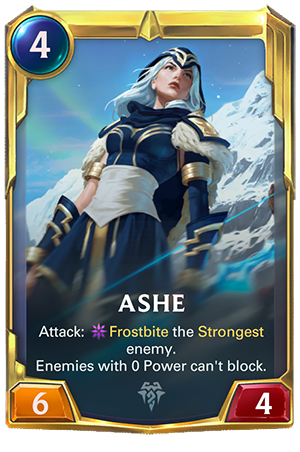 4
ASHE
Attack: Frostbite the Strongest
enemy.
Enemies with 0 Power can't block.
6
4